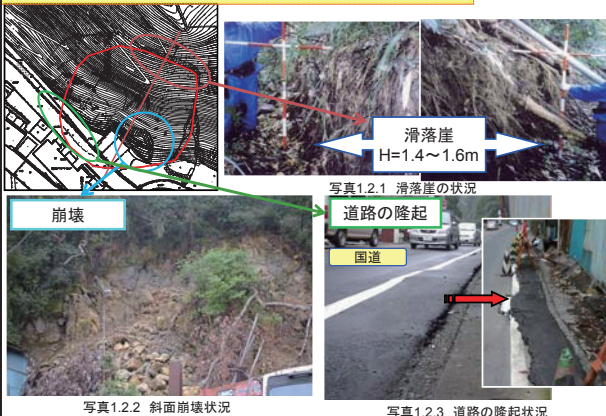 滑落崖
H=1.4～1.6m
写真1.2.1 滑落崖の状況
崩壊
道路の隆起
国道
写真1.2.2 斜面崩壊状況
写真1.2.3 道路の隆起状況